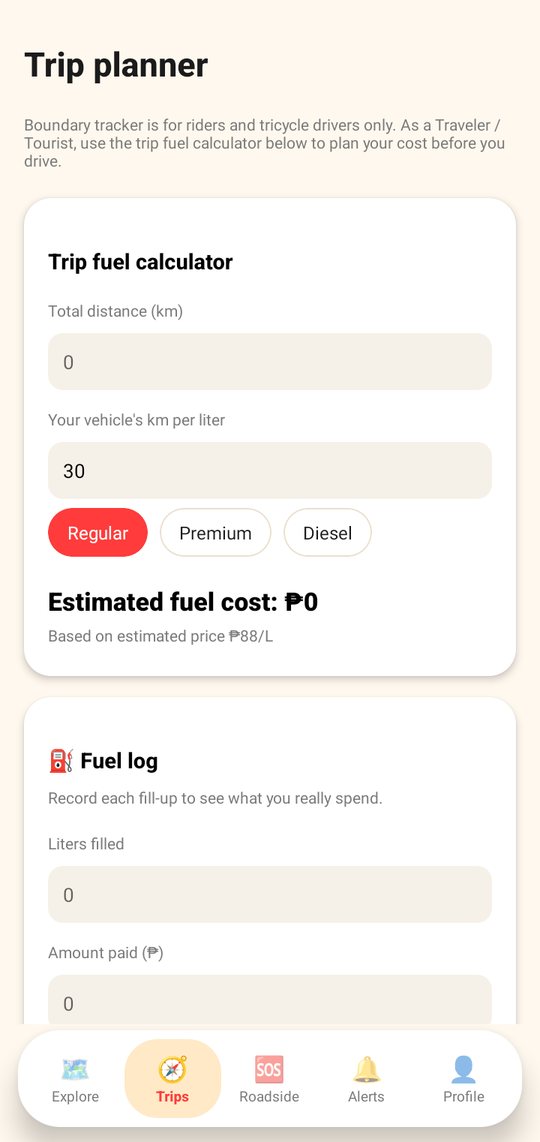 Trip planner
Boundary tracker is for riders and tricycle drivers only. As a Traveler /
Tourist, use the trip fuel calculator below to plan your cost before you
drive.
Trip fuel calculator
Total distance (km)
0
Your vehicle's km per liter
30
Regular Premium Diesel
Estimated fuel cost: ₱0
Based on estimated price ₱88/L
⛽ Fuel log
Record each fill-up to see what you really spend.
Liters filled
0
Amount paid (₱)
0
SOS
Explore Trips Roadside Alerts Profile